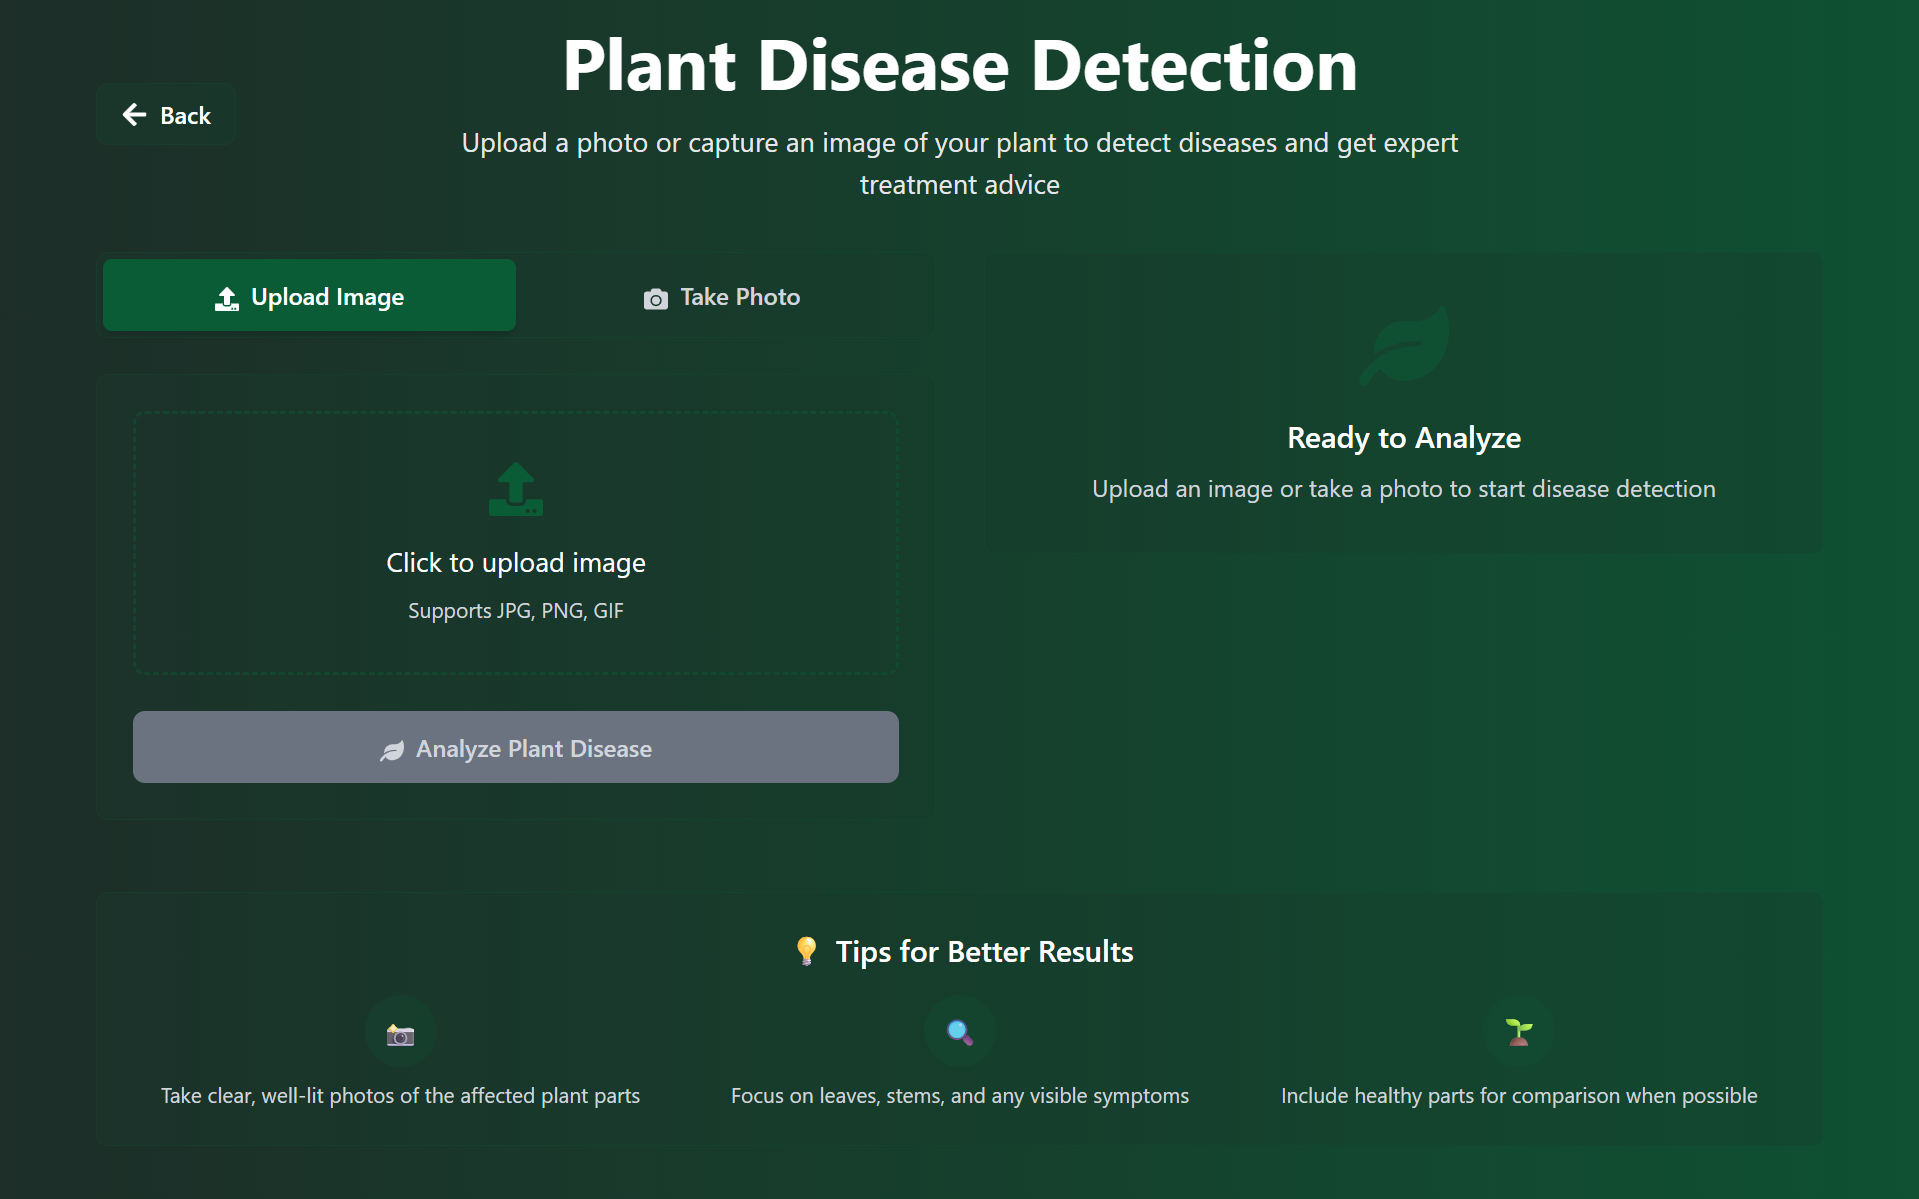 Plant Disease Detection
Back
Upload a photo or capture an image of your plant to detect diseases and get expert
treatment advice
Upload Image
Take Photo
Click to upload image
Supports JPG, PNG, GIF
Analyze Plant Disease
Ready to Analyze
Upload an image or take a photo to start disease detection
Tips for Better Results
Take clear, well-lit photos of the affected plant parts
Focus on leaves, stems, and any visible symptoms
Include healthy parts for comparison when possible